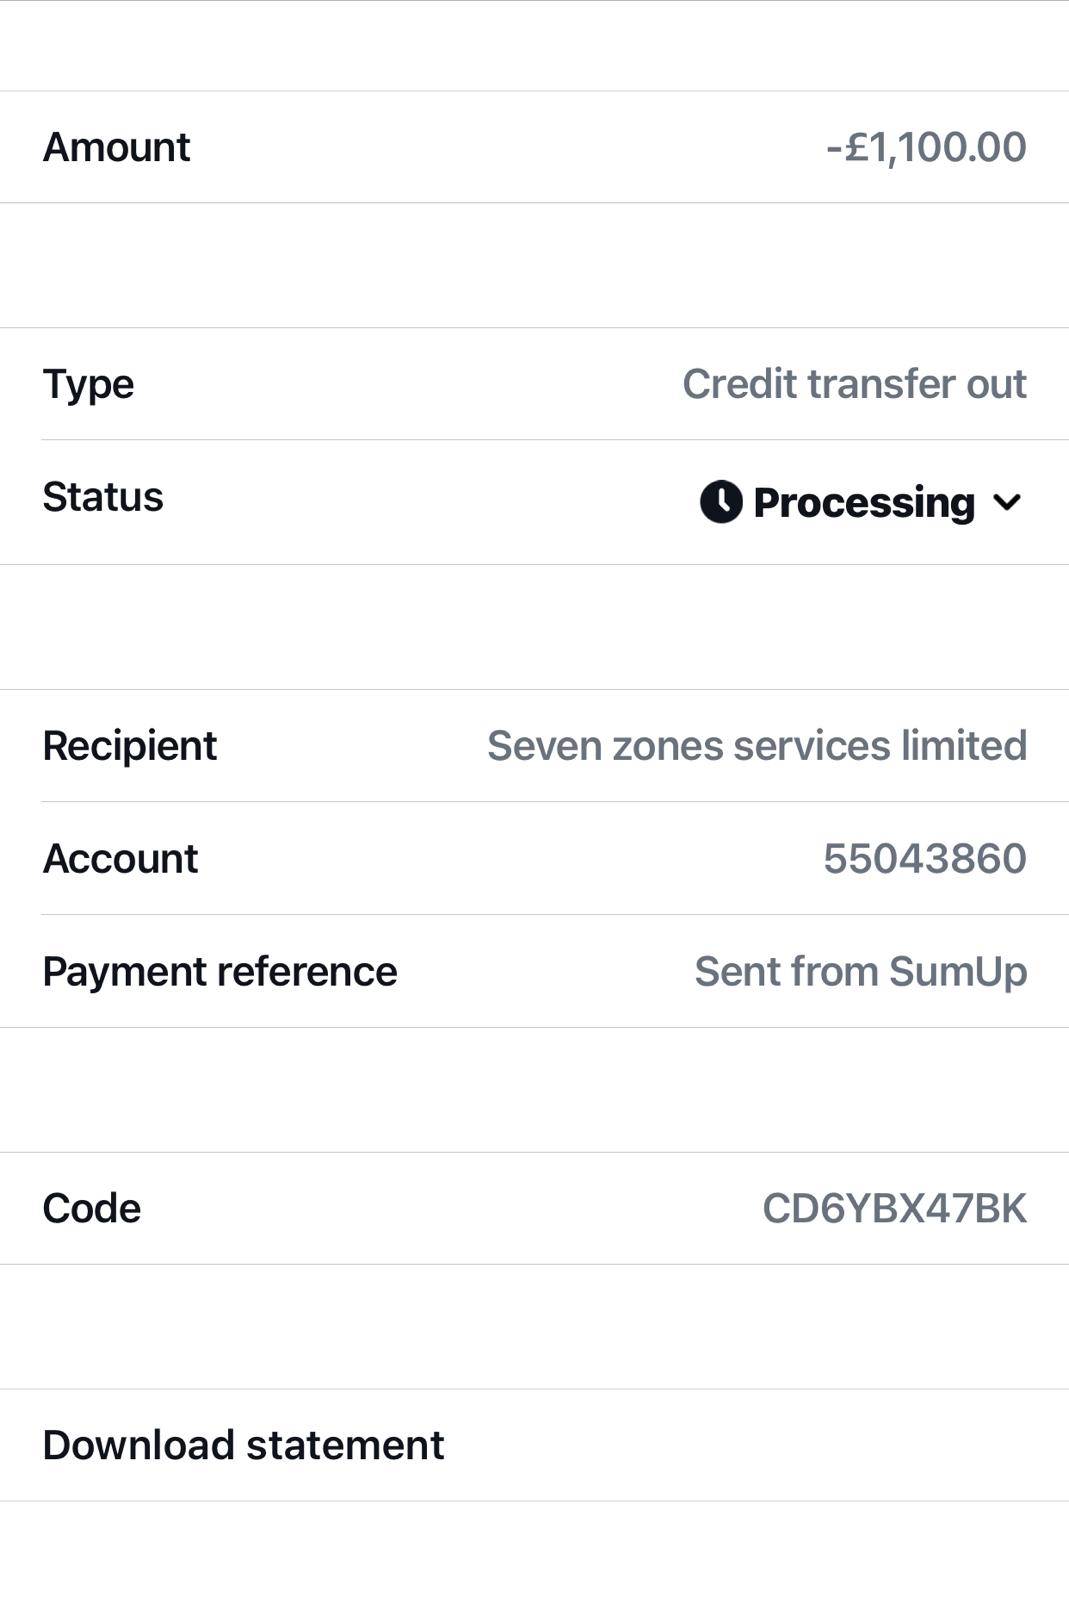 Amount -£1,100.00
Type Credit transfer out
Status Processing
Recipient Seven zones services limited
Account 55043860
Payment reference Sent from SumUp
Code CD6YBX47BK
Download statement